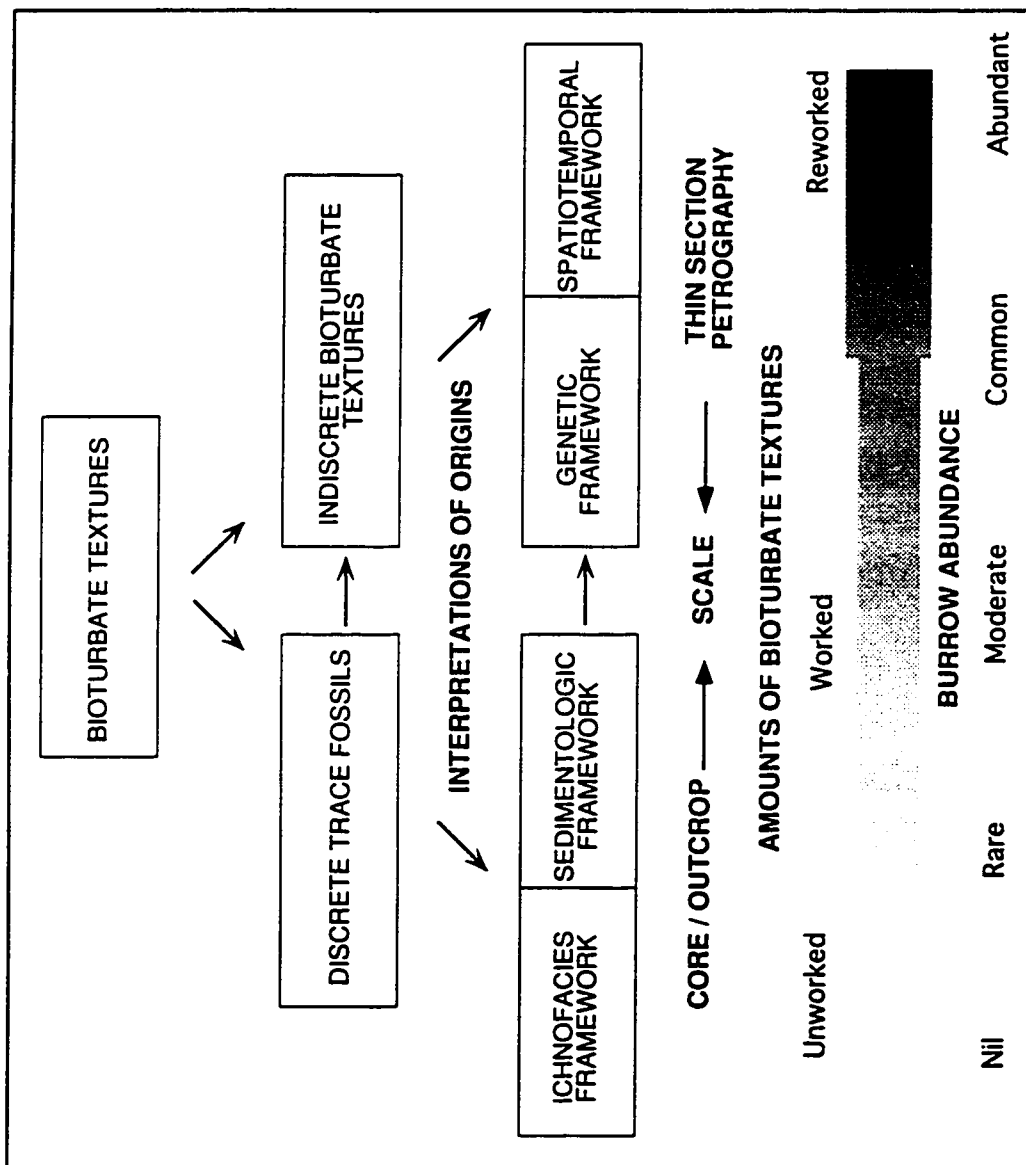 BIOTURBATE TEXTURES
DISCRETE TRACE FOSSILS
INDISCRETE BIOTURBATE
TEXTURES
INTERPRETATIONS OF ORIGINS
ICHNOFACIES
FRAMEWORK
SEDIMENTOLOGIC
FRAMEWORK
GENETIC
FRAMEWORK
SPATIOTEMPORAL
FRAMEWORK
CORE / OUTCROP
SCALE
THIN SECTION
PETROGRAPHY
AMOUNTS OF BIOTURBATE TEXTURES
Unworked
Worked
Reworked
BURROW ABUNDANCE
Nil
Rare
Moderate
Common
Abundant